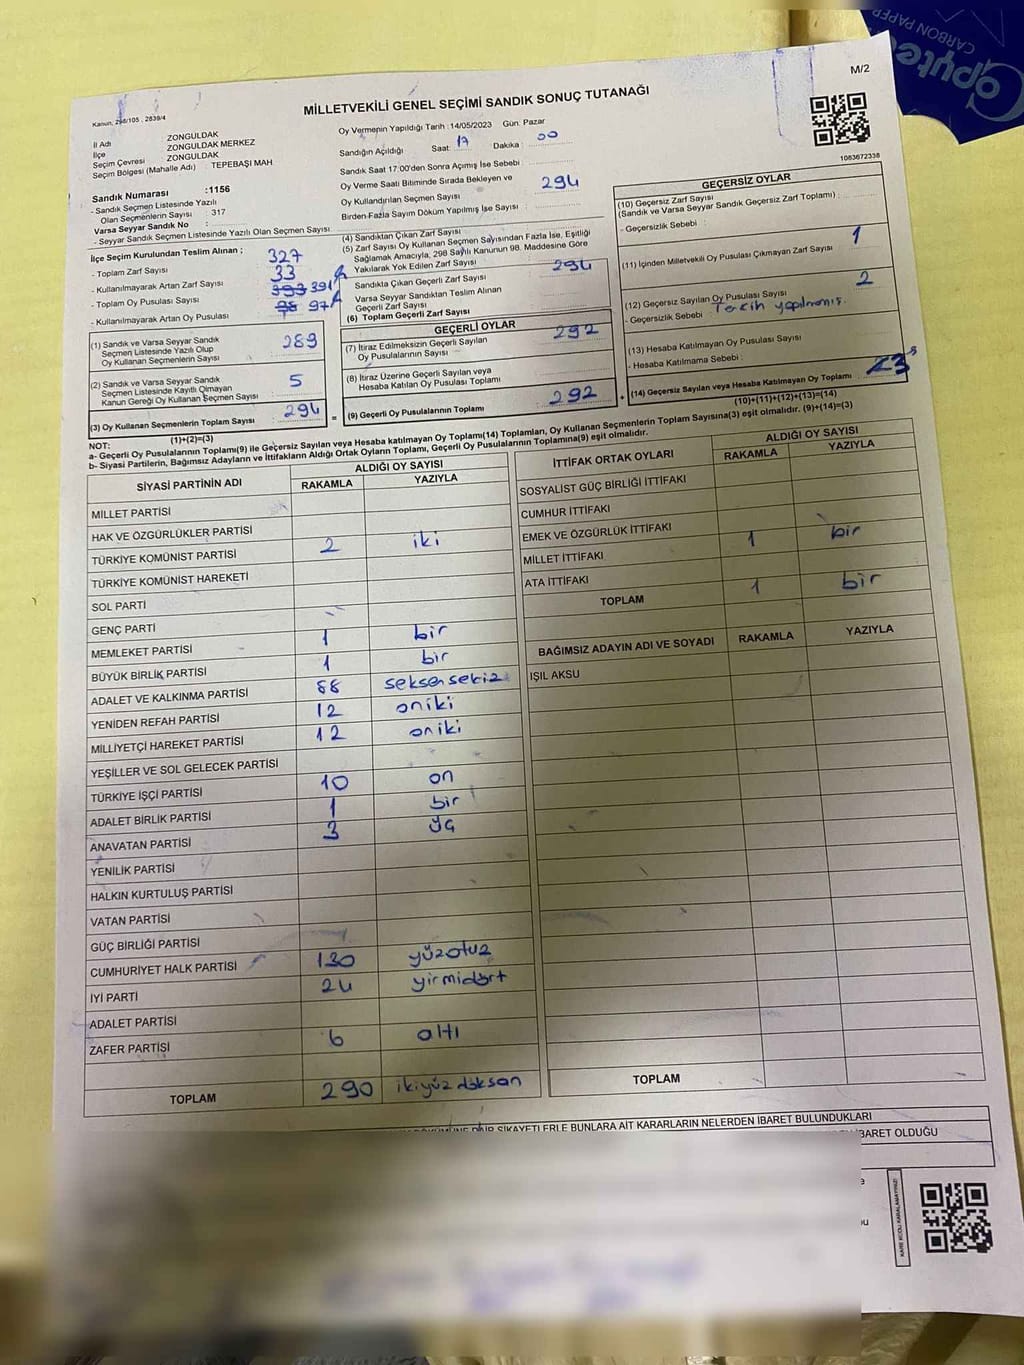 Copyte
CARBON PAPER
M/2
Kanun: 298/105 , 2839/4
MİLLETVEKİLİ GENEL SEÇİMİ SANDIK SONUÇ TUTANAĞI
1063672338
İl Adı ZONGULDAK
İlçe ZONGULDAK MERKEZ
Seçim Çevresi ZONGULDAK
Seçim Bölgesi (Mahalle Adı) : TEPEBAŞI MAH
Sandık Numarası :1156
- Sandık Seçmen Listesinde Yazılı
Olan Seçmenlerin Sayısı : 317
Varsa Seyyar Sandık No :
- Seyyar Sandık Seçmen Listesinde Yazılı Olan Seçmen Sayısı
İlçe Seçim Kurulundan Teslim Alınan ;
- Toplam Zarf Sayısı 327
- Kullanılmayarak Artan Zarf Sayısı 33
- Toplam Oy Pusulası Sayısı 393 391
- Kullanılmayarak Artan Oy Pusulası 98 97
(1) Sandık ve Varsa Seyyar Sandık
Seçmen Listesinde Yazılı Olup
Oy Kullanan Seçmenlerin Sayısı 289
(2) Sandık ve Varsa Seyyar Sandık
Seçmen Listesinde Kayıtlı Olmayan
Kanun Gereği Oy Kullanan Seçmen Sayısı 5
(3) Oy Kullanan Seçmenlerin Toplam Sayısı 294
(1)+(2)=(3)
Oy Vermenin Yapıldığı Tarih :14/05/2023 Gün: Pazar
Sandığın Açıldığı Saat 17 Dakika 00
Sandık Saat 17:00'den Sonra Açımış İse Sebebi
Oy Verme Saati Bitiminde Sırada Bekleyen ve
Oy Kullandırılan Seçmen Sayısı 294
Birden Fazla Sayım Döküm Yapılmış İse Sayısı
(4) Sandıktan Çıkan Zarf Sayısı
(5) Zarf Sayısı Oy Kullanan Seçmen Sayısından Fazla İse, Eşitliği
Sağlamak Amacıyla, 298 Sayılı Kanunun 98. Maddesine Göre
Yakılarak Yok Edilen Zarf Sayısı
Sandıkla Çıkan Geçerli Zarf Sayısı 294
Varsa Seyyar Sandıktan Teslim Alınan
Geçerli Zarf Sayısı
(6) Toplam Geçerli Zarf Sayısı
GEÇERLİ OYLAR
(7) İtiraz Edilmeksizin Geçerli Sayılan
Oy Pusulalarının Sayısı 292
(8) İtiraz Üzerine Geçerli Sayılan veya
Hesaba Katılan Oy Pusulası Toplamı
(9) Geçerli Oy Pusulalarının Toplamı 292
GEÇERSİZ OYLAR
(10) Geçersiz Zarf Sayısı
(Sandık ve Varsa Seyyar Sandık Geçersiz Zarf Toplamı)
- Geçersizlik Sebebi :
(11) İçinden Milletvekili Oy Pusulası Çıkmayan Zarf Sayısı 1
(12) Geçersiz Sayılan Oy Pusulası Sayısı 2
- Geçersizlik Sebebi : Tercih yapılmamış
(13) Hesaba Katılmayan Oy Pusulası Sayısı
- Hesaba Katılmama Sebebi :
(14) Geçersiz Sayılan veya Hesaba Katılmayan Oy Toplamı 3
(10)+(11)+(12)+(13)=(14)
NOT:
a- Geçerli Oy Pusulalarının Toplamı(9) ile Geçersiz Sayılan veya Hesaba katılmayan Oy Toplamı(14) Toplamları, Oy Kullanan Seçmenlerin Toplam Sayısına(3) eşit olmalıdır. (9)+(14)=(3)
b- Siyasi Partilerin, Bağımsız Adayların ve İttifakların Aldığı Ortak Oyların Toplamı, Geçerli Oy Pusulalarının Toplamına(9) eşit olmalıdır.
SİYASİ PARTİNİN ADI ALDIĞI OY SAYISI
RAKAMLA YAZIYLA
MİLLET PARTİSİ
HAK VE ÖZGÜRLÜKLER PARTİSİ
TÜRKİYE KOMÜNİST PARTİSİ 2 iki
TÜRKİYE KOMÜNİST HAREKETİ
SOL PARTİ
GENÇ PARTİ
MEMLEKET PARTİSİ 1 bir
BÜYÜK BİRLİK PARTİSİ 1 bir
ADALET VE KALKINMA PARTİSİ 88 seksensekiz
YENİDEN REFAH PARTİSİ 12 oniki
MİLLİYETÇİ HAREKET PARTİSİ 12 oniki
YEŞİLLER VE SOL GELECEK PARTİSİ
TÜRKİYE İŞÇİ PARTİSİ 10 on
ADALET BİRLİK PARTİSİ 1 bir
ANAVATAN PARTİSİ 3 üç
YENİLİK PARTİSİ
HALKIN KURTULUŞ PARTİSİ
VATAN PARTİSİ
GÜÇ BİRLİĞİ PARTİSİ
CUMHURİYET HALK PARTİSİ 130 yüzotuz
İYİ PARTİ 24 yirmidört
ADALET PARTİSİ
ZAFER PARTİSİ 6 altı
TOPLAM 290 ikiyüzdoksan
İTTİFAK ORTAK OYLARI ALDIĞI OY SAYISI
RAKAMLA YAZIYLA
SOSYALİST GÜÇ BİRLİĞİ İTTİFAKI
CUMHUR İTTİFAKI
EMEK VE ÖZGÜRLÜK İTTİFAKI
MİLLET İTTİFAKI 1 bir
ATA İTTİFAKI
TOPLAM 1 bir
BAĞIMSIZ ADAYIN ADI VE SOYADI RAKAMLA YAZIYLA
IŞIL AKSU
TOPLAM
ŞİKAYETLERLE BUNLARA AİT KARARLARIN NELERDEN İBARET BULUNDUKLARI
İBARET OLDUĞU
KARE KODU KARALAMAYINIZ!